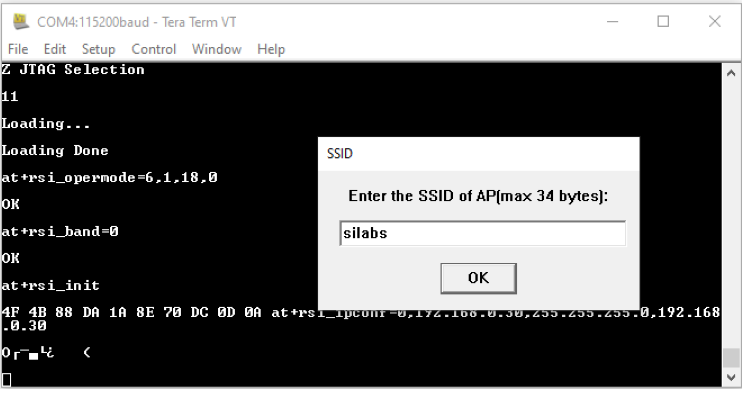 COM4:115200baud - Tera Term VT
File Edit Setup Control Window Help
Z JTAG Selection
11
Loading...
Loading Done
at+rsi_opermode=6,1,18,0
OK
at+rsi_band=0
OK
at+rsi_init
4F 4B 88 DA 1A 8E 70 DC 0D 0A at+rsi_ipconf=0,192.168.0.30,255.255.255.0,192.168
.0.30
SSID
Enter the SSID of AP(max 34 bytes):
silabs
OK